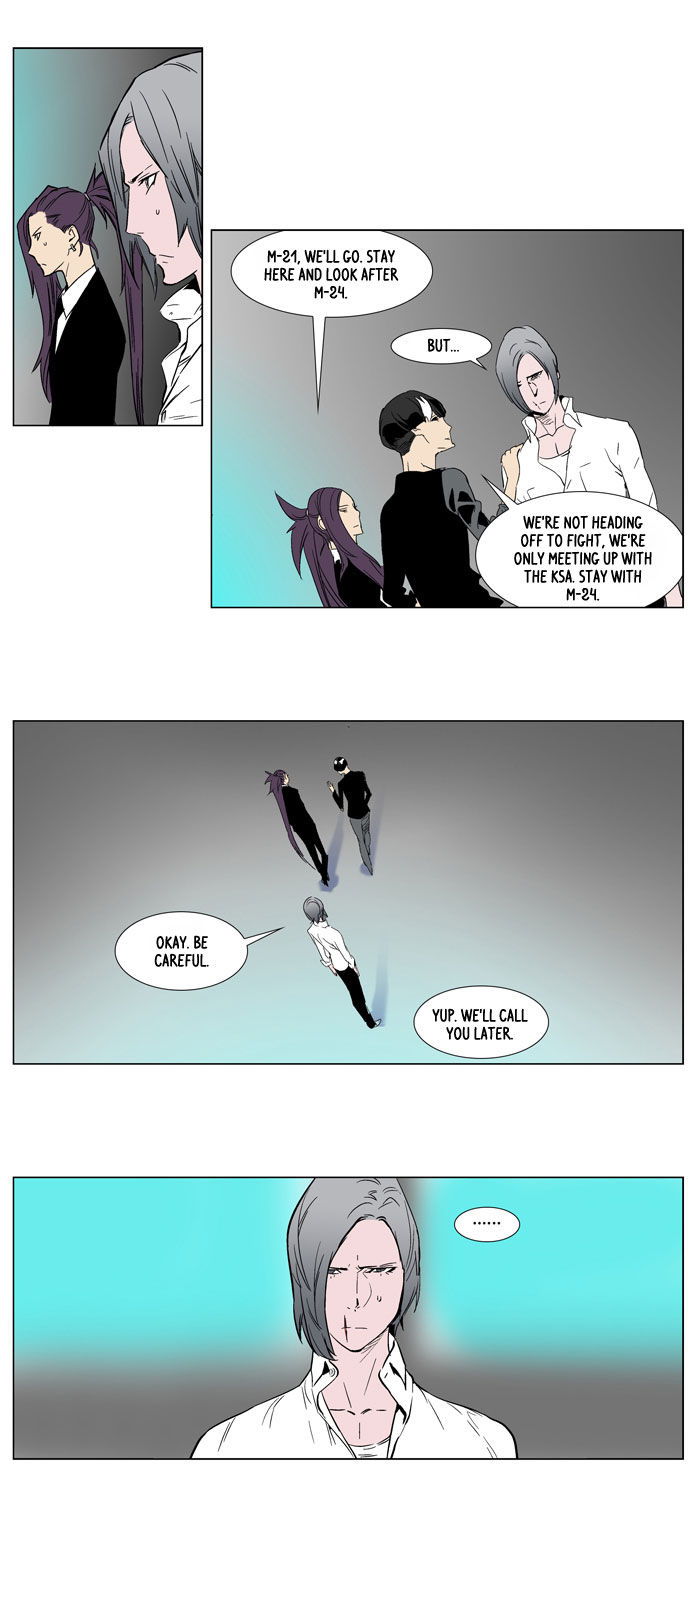 M-21, WE'LL GO. STAY
HERE AND LOOK AFTER
M-24.
BUT...
WE'RE NOT HEADING
OFF TO FIGHT, WE'RE
ONLY MEETING UP WITH
THE KSA. STAY WITH
M-24.
OKAY. BE
CAREFUL.
YUP. WE'LL CALL
YOU LATER.
......